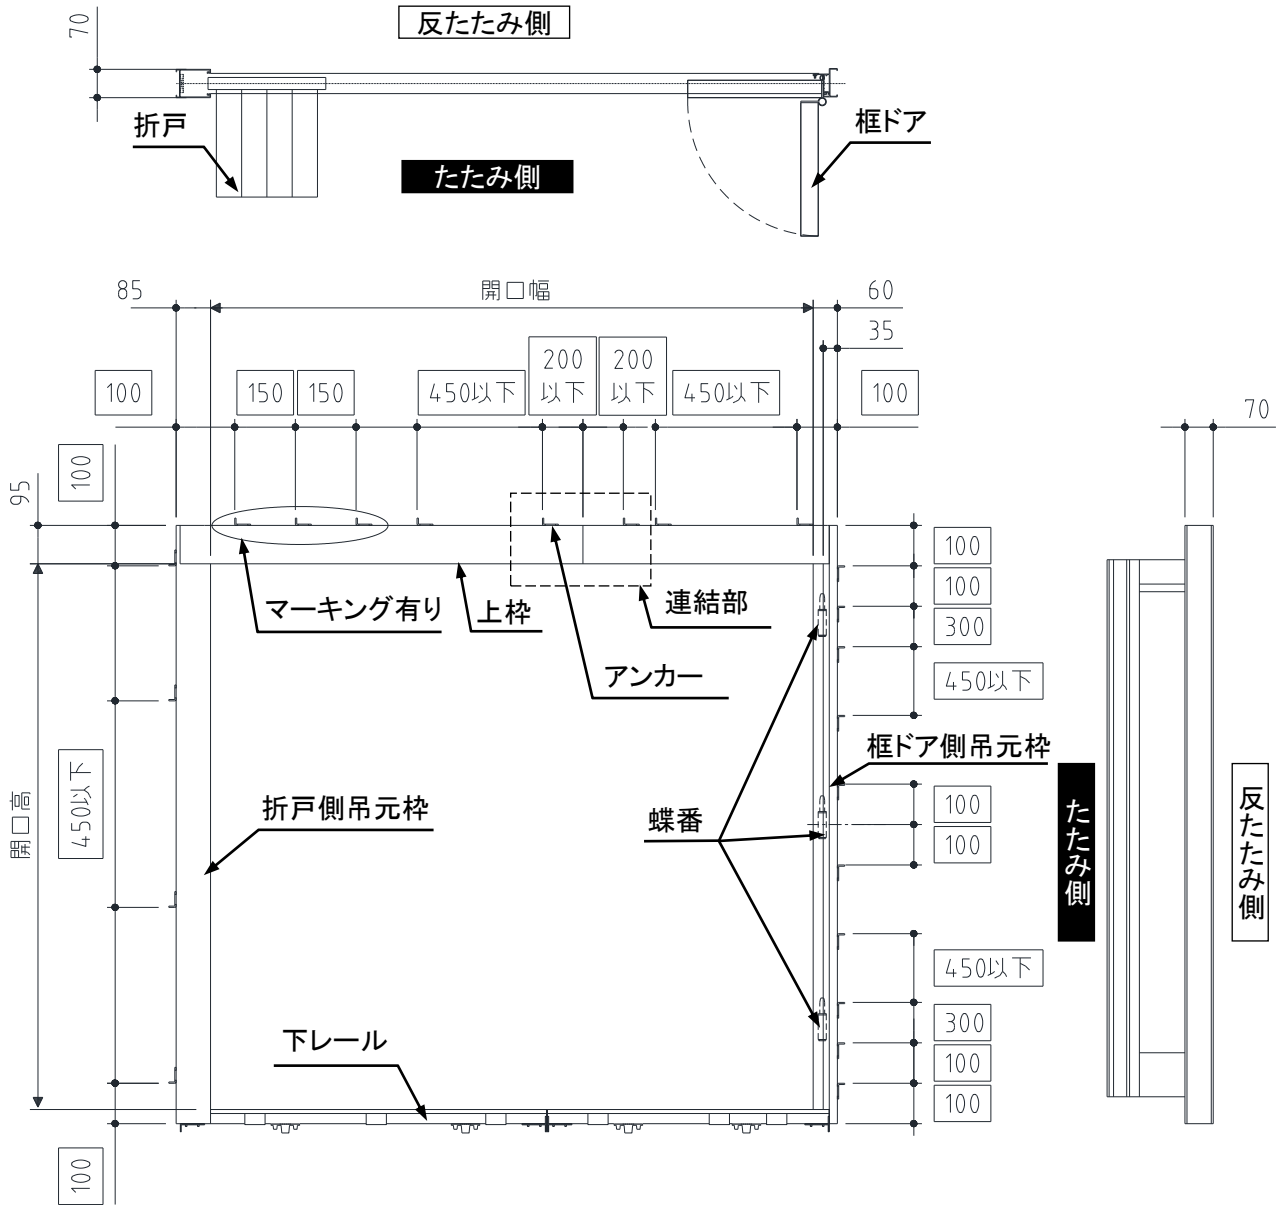 70
反たたみ側
折戸
たたみ側
框ドア
85
開口幅
60
35
100
150
150
450以下
200
以下
200
以下
450以下
100
70
95
100
マーキング有り
上枠
連結部
アンカー
100
100
300
450以下
框ドア側吊元枠
開口高
450以下
折戸側吊元枠
蝶番
100
100
たたみ側
反たたみ側
450以下
300
100
100
下レール
100